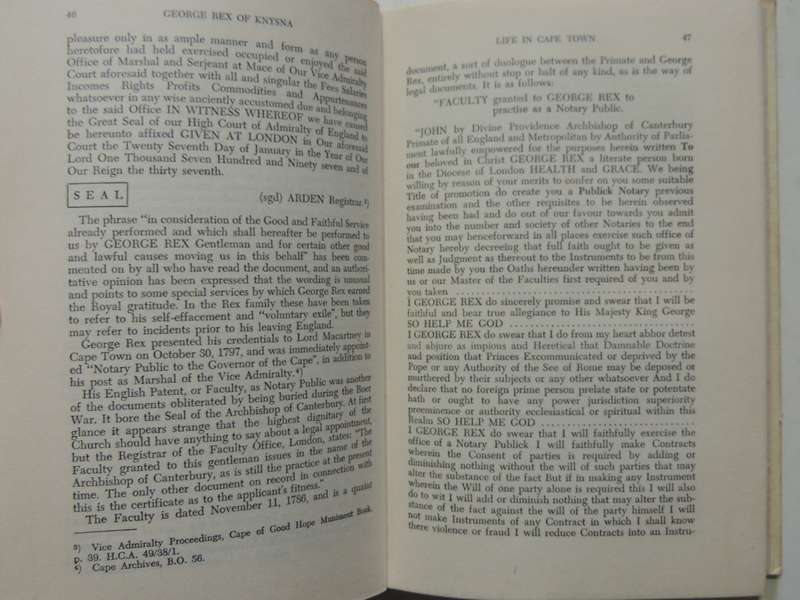 46
GEORGE REX OF KNYSNA
pleasure only in as ample manner and form as any person
heretofore had held exercised occupied or enjoyed the said
Office of Marshal and Serjeant at Mace of Our Vice Admiralty
Court aforesaid together with all and singular the Fees Salaries
Incomes Rights Profits Commodities and Appurtenances
whatsoever in any wise anciently accustomed due and belonging
to the said Office IN WITNESS WHEREOF we have caused
the Great Seal of our High Court of Admiralty of England to
be hereunto affixed GIVEN AT LONDON in Our aforesaid
Court the Twenty Seventh Day of January in the Year of Our
Lord One Thousand Seven Hundred and Ninety seven and of
Our Reign the thirty seventh.
SEAL
(sgd) ARDEN Registrar.³)
The phrase "in consideration of the Good and Faithful Service
already performed and which shall hereafter be performed to
us by GEORGE REX Gentleman and for certain other good
and lawful causes moving us in this behalf" has been com-
mented on by all who have read the document, and an authori-
tative opinion has been expressed that the wording is unusual
and points to some special services by which George Rex earned
the Royal gratitude. In the Rex family these have been taken
to refer to his self-effacement and "voluntary exile", but they
may refer to incidents prior to his leaving England.
George Rex presented his credentials to Lord Macartney in
Cape Town on October 30, 1797, and was immediately appoint-
ed "Notary Public to the Governor of the Cape", in addition to
his post as Marshal of the Vice Admiralty.⁴)
His English Patent, or Faculty, as Notary Public was another
of the documents obliterated by being buried during the Boer
War. It bore the Seal of the Archbishop of Canterbury. At first
glance it appears strange that the highest dignitary of the
Church should have anything to say about a legal appointment,
but the Registrar of the Faculty Office, London, states: "The
Faculty granted to this gentleman issues in the name of the
Archbishop of Canterbury, as is still the practice at the present
time. The only other document on record in connection with
this is the certificate as to the applicant's fitness."
The Faculty is dated November 11, 1786, and is a quaint
³) Vice Admiralty Proceedings, Cape of Good Hope Muniment Book,
p. 39. H.C.A. 49/38/1.
⁴) Cape Archives, B.O. 56.
LIFE IN CAPE TOWN
47
document, a sort of duologue between the Primate and George
Rex, entirely without stop or halt of any kind, as is the way of
legal documents. It is as follows:
"FACULTY granted to GEORGE REX to
practise as a Notary Public.
"JOHN by Divine Providence Archbishop of Canterbury
Primate of all England and Metropolitan by Authority of Parlia-
ment lawfully empowered for the purposes herein written To
our beloved in Christ GEORGE REX a literate person born
in the Diocese of London HEALTH and GRACE. We being
willing by reason of your merits to confer on you some suitable
Title of promotion do create you a Publick Notary previous
examination and the other requisites to be herein observed
having been had and do out of our favour towards you admit
you into the number and society of other Notaries to the end
that you may henceforward in all places exercise such office of
Notary hereby decreeing that full faith ought to be given as
well as Judgment as thereout to the Instruments to be from this
time made by you the Oaths hereunder written having been by
us or our Master of the Faculties first required of you and by
you taken ........................................
I GEORGE REX do sincerely promise and swear that I will be
faithful and bear true allegiance to His Majesty King George
SO HELP ME GOD ........................................
I GEORGE REX do swear that I do from my heart abhor detest
and abjore as impious and Heretical that Damnable Doctrine
and position that Princes Excommunicated or deprived by the
Pope or any Authority of the See of Rome may be deposed or
murthered by their subjects or any other whatsoever And I do
declare that no foreign prince person prelate state or potentate
hath or ought to have any power jurisdiction superiority
preeminence or authority ecclesiastical or spiritual within this
Realm SO HELP ME GOD ........................................
I GEORGE REX do swear that I will faithfully exercise the
office of a Notary Publick I will faithfully make Contracts
wherein the Consent of parties is required by adding or
diminishing nothing without the will of such parties that may
alter the substance of the fact But if in making any Instrument
wherein the Will of one party alone is required this I will also
do to wit I will add or diminish nothing that may alter the sub-
stance of the fact against the will of the party himself I will
not make Instruments of any Contract in which I shall know
there violence or fraud I will reduce Contracts into an Instru-